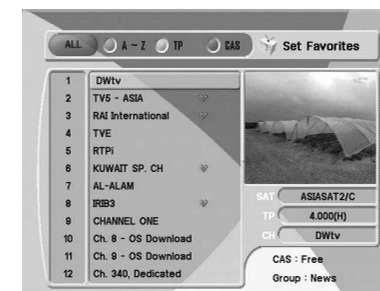 ALL A ~ Z TP CAS Set Favorites
1 DWtv
2 TV5 - ASIA
3 RAI International
4 TVE
5 RTPi
6 KUWAIT SP. CH
7 AL-ALAM
8 IRIB3
9 CHANNEL ONE
10 Ch. 8 - OS Download
11 Ch. 9 - OS Download
12 Ch. 340, Dedicated
SAT ASIASAT2/C
TP 4.000(H)
CH DWtv
CAS : Free
Group : News